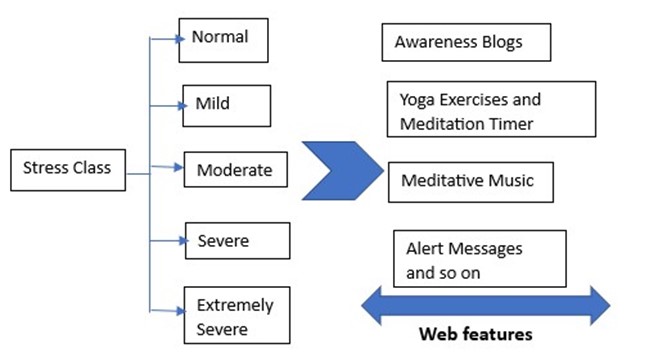 Stress Class
Normal
Mild
Moderate
Severe
Extremely
Severe
Awareness Blogs
Yoga Exercises and
Meditation Timer
Meditative Music
Alert Messages
and so on
Web features